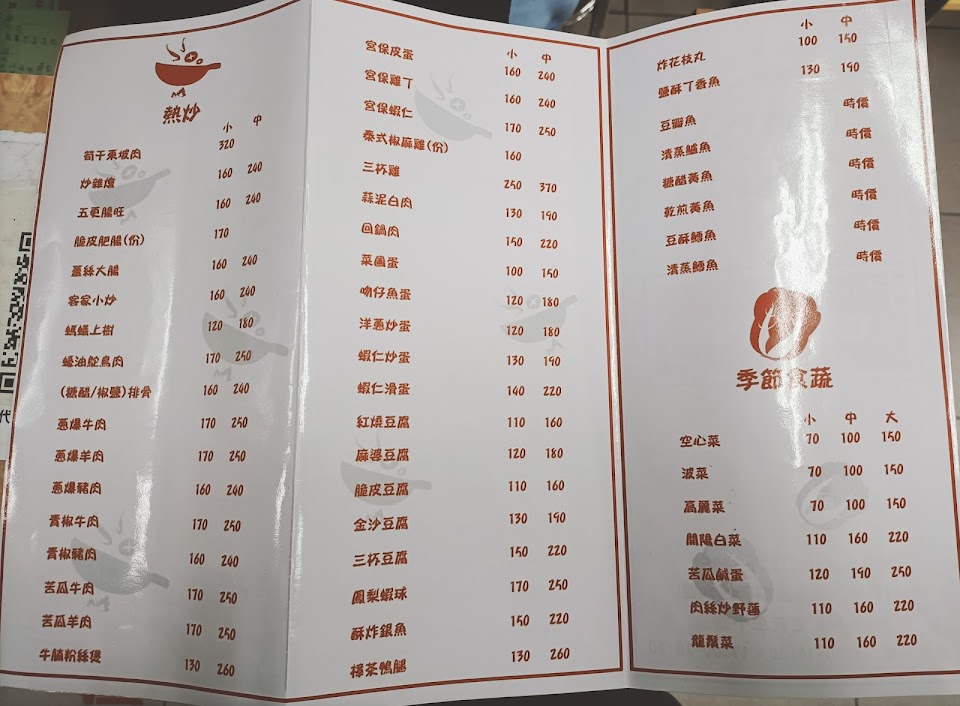 熱炒
小 中
筍干東坡肉 320
炒雜燴 160 240
五更腸旺 160 240
脆皮肥腸(份) 170
薑絲大腸 160 240
客家小炒 160 240
螞蟻上樹 120 180
蠔油鴕鳥肉 170 250
(糖醋/椒鹽)排骨 160 240
蔥爆牛肉 170 250
蔥爆羊肉 170 250
蔥爆豬肉 160 240
青椒牛肉 170 250
青椒豬肉 160 240
苦瓜牛肉 170 250
苦瓜羊肉 170 250
牛腩粉絲煲 130 260
小 中
宮保皮蛋 160 240
宮保雞丁 160 240
宮保蝦仁 170 250
泰式椒麻雞(份) 160
三杯雞 250 370
蒜泥白肉 130 190
回鍋肉 150 220
菜圃蛋 100 150
吻仔魚蛋 120 180
洋蔥炒蛋 120 180
蝦仁炒蛋 130 190
蝦仁滑蛋 140 220
紅燒豆腐 110 160
麻婆豆腐 120 180
脆皮豆腐 110 160
金沙豆腐 130 190
三杯豆腐 150 220
鳳梨蝦球 170 250
酥炸銀魚 150 220
樟茶鴨腿 130 260
小 中
炸花枝丸 100 150
鹽酥丁香魚 130 190
豆瓣魚 時價
清蒸鱸魚 時價
糖醋黃魚 時價
乾煎黃魚 時價
豆酥鱈魚 時價
清蒸鱈魚 時價
季節食蔬
小 中 大
空心菜 70 100 150
波菜 70 100 150
高麗菜 70 100 150
開陽白菜 110 160 220
苦瓜鹹蛋 120 190 250
肉絲炒野蓮 110 160 220
龍鬚菜 110 160 220
代